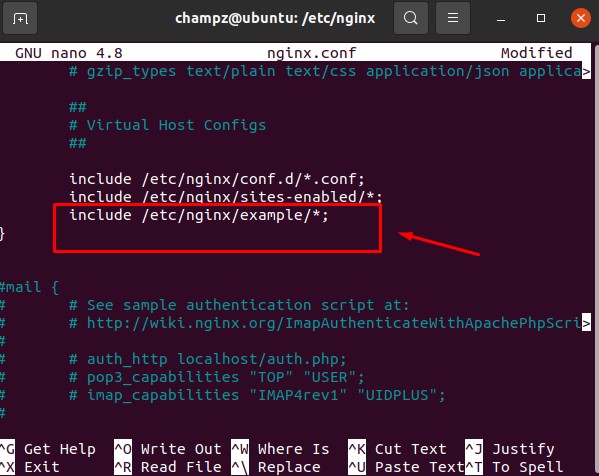 champz@ubuntu: /etc/nginx
GNU nano 4.8 nginx.conf Modified
# gzip_types text/plain text/css application/json applica>
##
# Virtual Host Configs
##
include /etc/nginx/conf.d/*.conf;
include /etc/nginx/sites-enabled/*;
include /etc/nginx/example/*;
}
#mail {
# # See sample authentication script at:
# # http://wiki.nginx.org/ImapAuthenticateWithApachePhpScri>
#
# # auth_http localhost/auth.php;
# # pop3_capabilities "TOP" "USER";
# # imap_capabilities "IMAP4rev1" "UIDPLUS";
#
^G Get Help ^O Write Out ^W Where Is ^K Cut Text ^J Justify
^X Exit ^R Read File ^\ Replace ^U Paste Text ^T To Spell